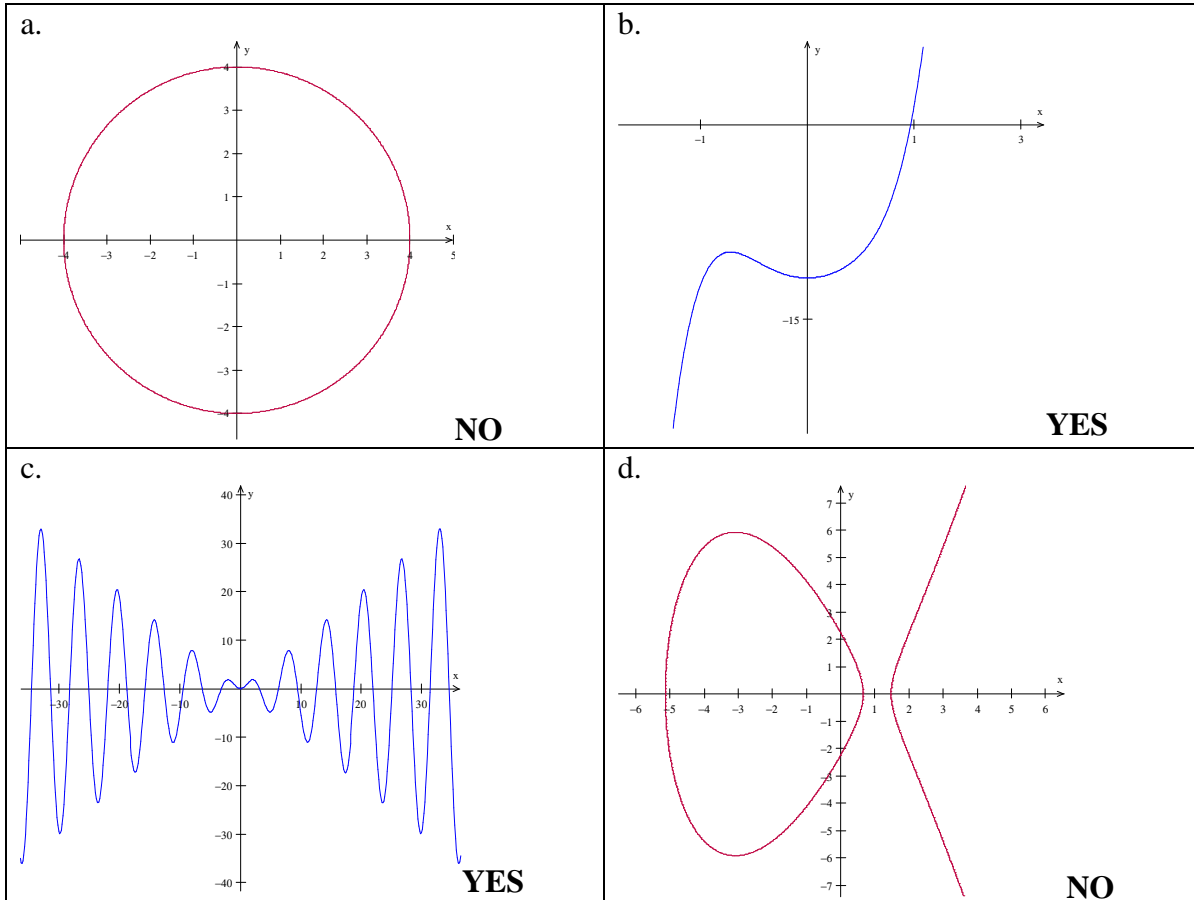 a.
y
4
3
2
1
x
-4 -3 -2 -1 1 2 3 4 5
-1
-2
-3
-4
NO
b.
y
x
-1 1 3
-15
YES
c.
40
y
30
20
10
x
-30 -20 -10 10 20 30
-10
-20
-30
-40
YES
d.
y
7
6
5
4
3
2
1
x
-6 -5 -4 -3 -2 -1 1 2 3 4 5 6
-1
-2
-3
-4
-5
-6
-7
NO